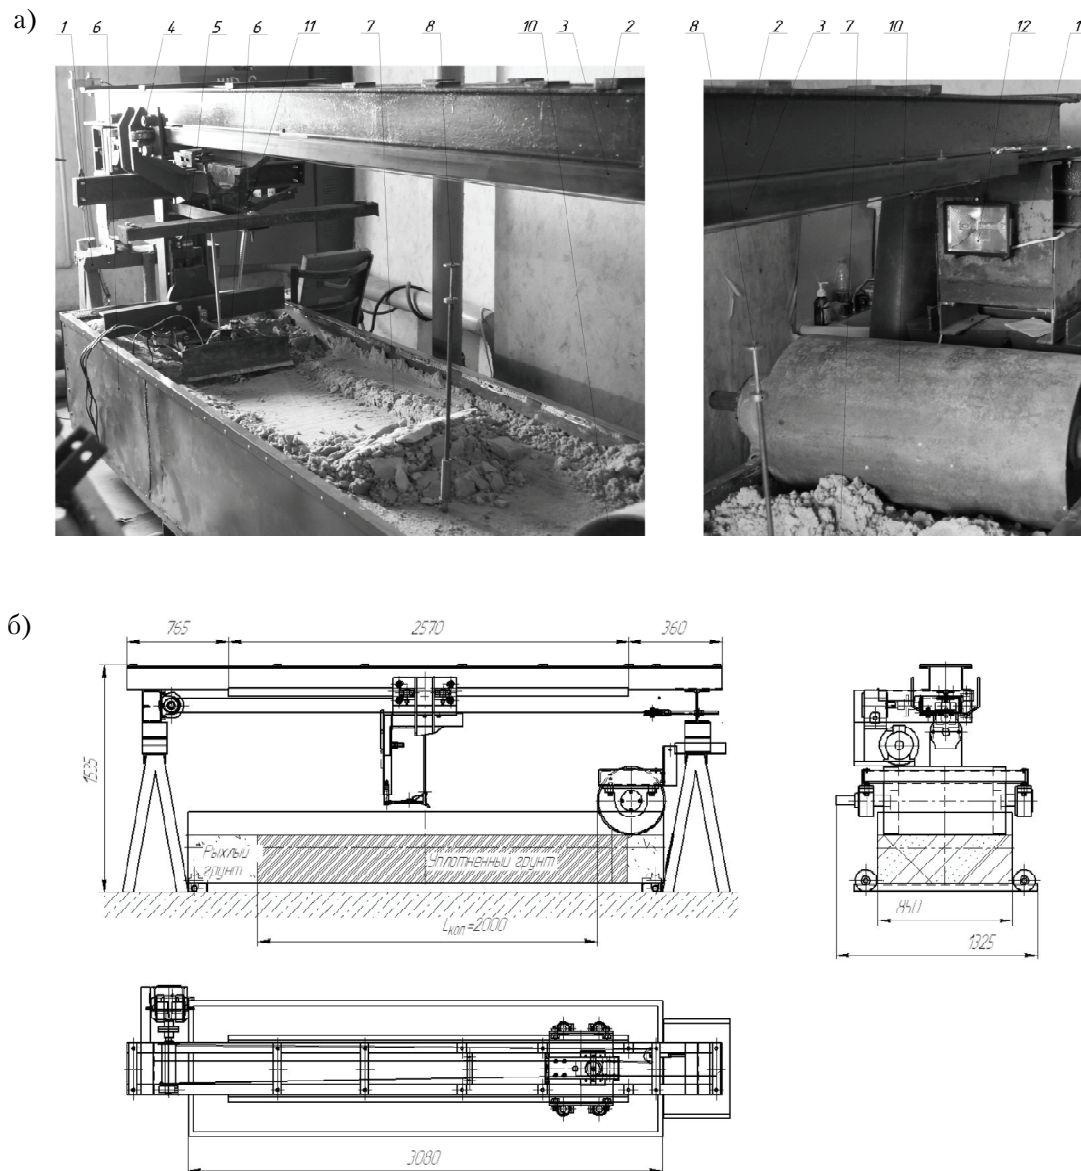 а)
1 6 4 5 6 11 7 8 10 3 2
8 2 3 7 10 12 1
б)
765 2570 360
1635
Рыхлый
грунт
Уплотненный грунт
Lкоп=2000
850
1325
3080